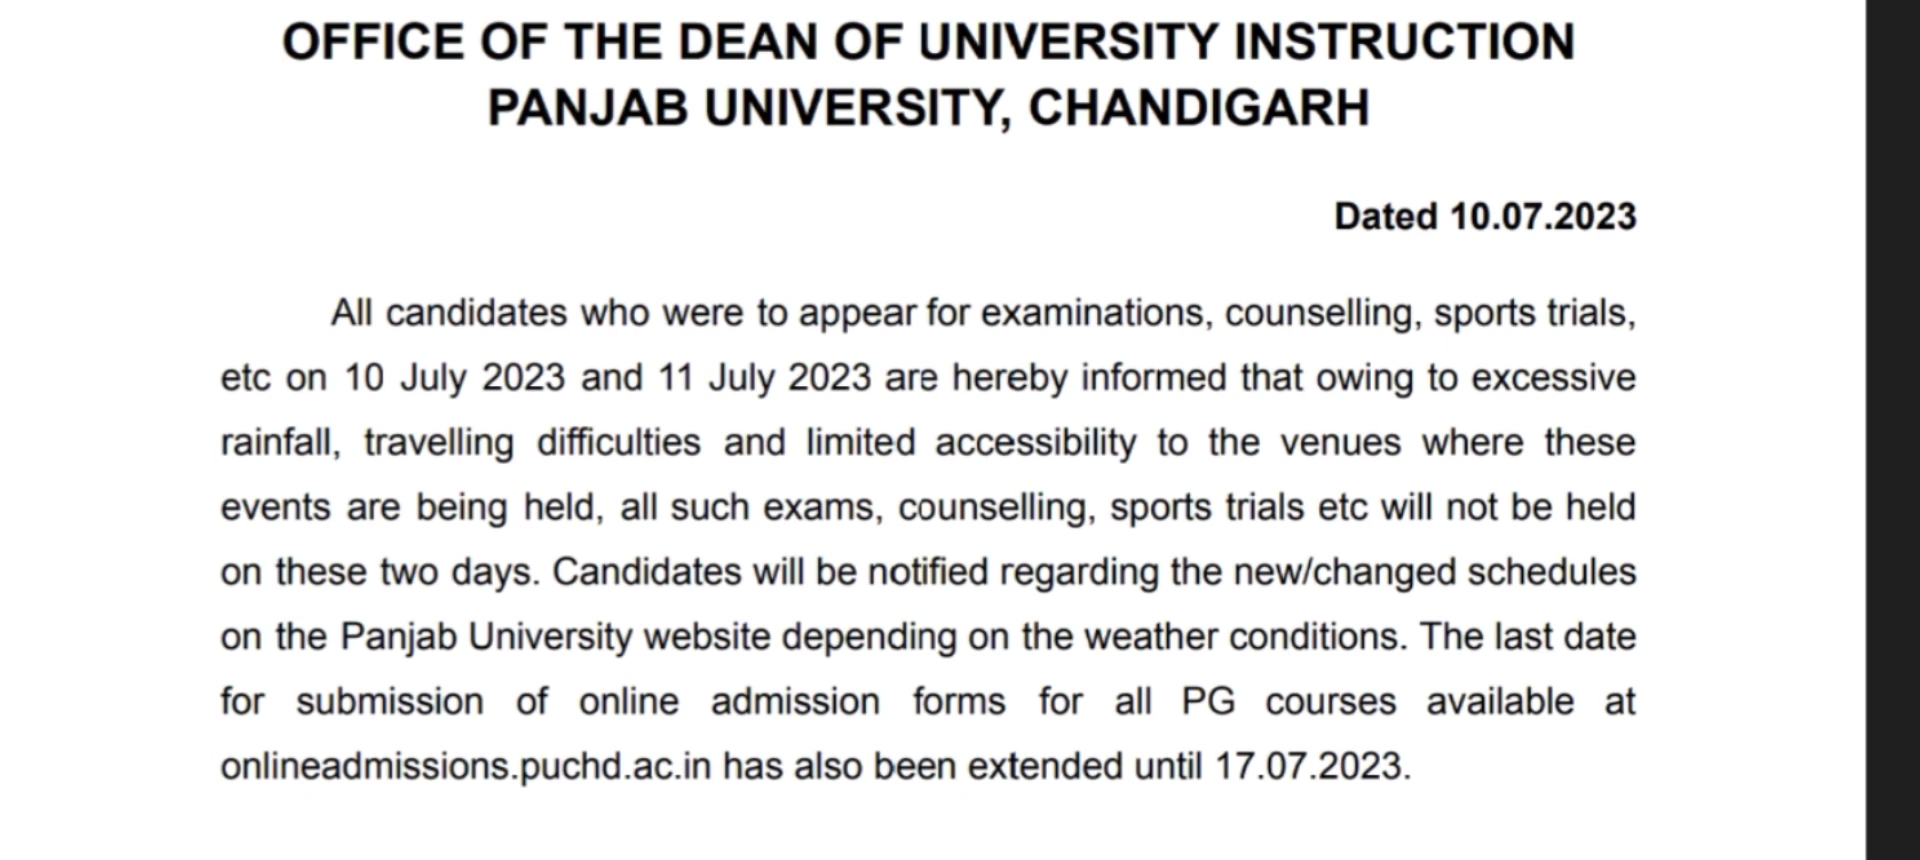 OFFICE OF THE DEAN OF UNIVERSITY INSTRUCTION
PANJAB UNIVERSITY, CHANDIGARH
Dated 10.07.2023
All candidates who were to appear for examinations, counselling, sports trials,
etc on 10 July 2023 and 11 July 2023 are hereby informed that owing to excessive
rainfall, travelling difficulties and limited accessibility to the venues where these
events are being held, all such exams, counselling, sports trials etc will not be held
on these two days. Candidates will be notified regarding the new/changed schedules
on the Panjab University website depending on the weather conditions. The last date
for submission of online admission forms for all PG courses available at
onlineadmissions.puchd.ac.in has also been extended until 17.07.2023.